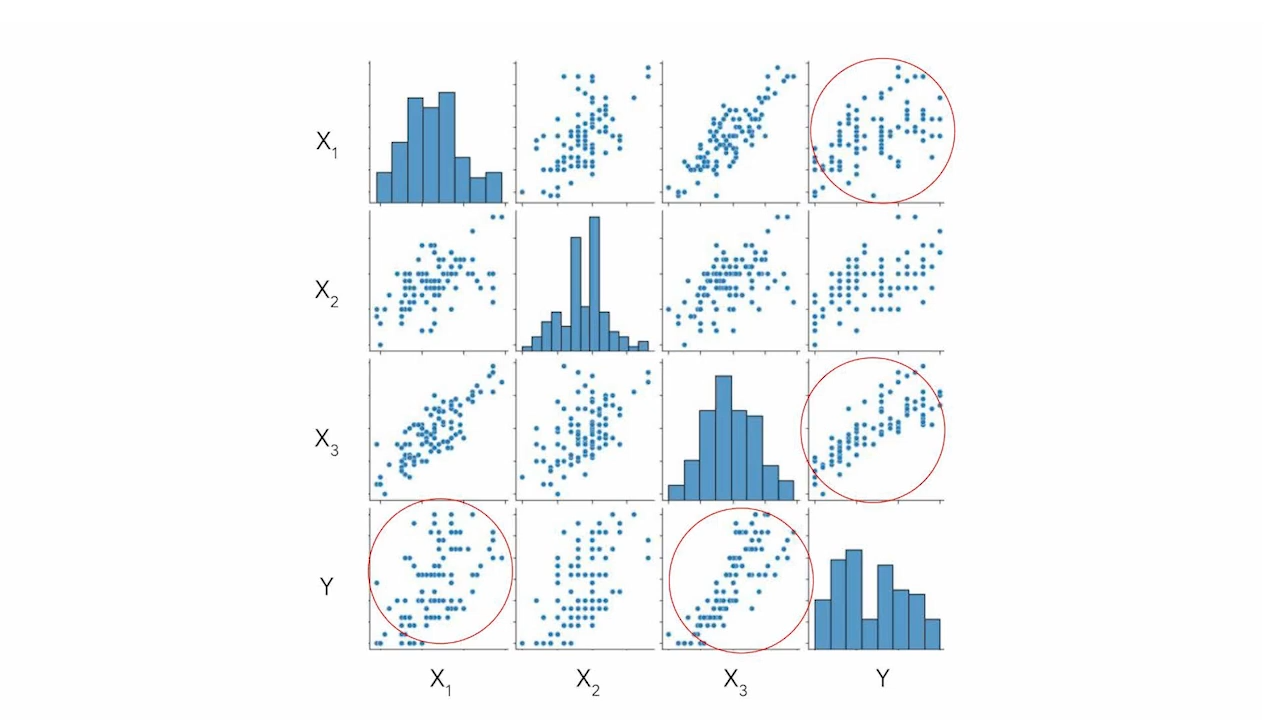 X₁
X₂
X₃
Y
X₁ X₂ X₃ Y